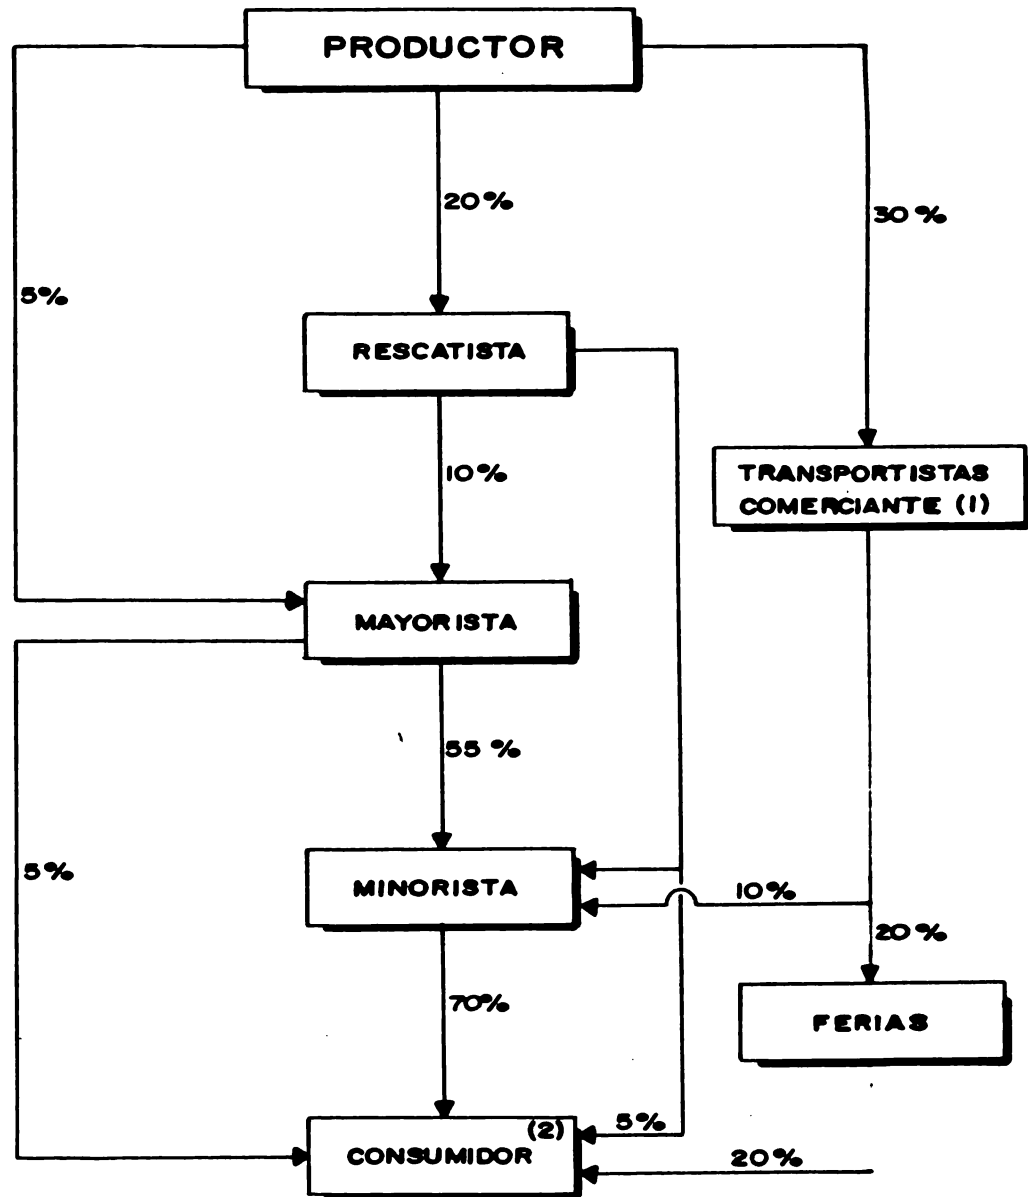 PRODUCTOR
20%
30%
5%
RESCATISTA
10%
TRANSPORTISTAS
COMERCIANTE (1)
MAYORISTA
55%
5%
MINORISTA
10%
20%
70%
FERIAS
(2)
5%
CONSUMIDOR
20%